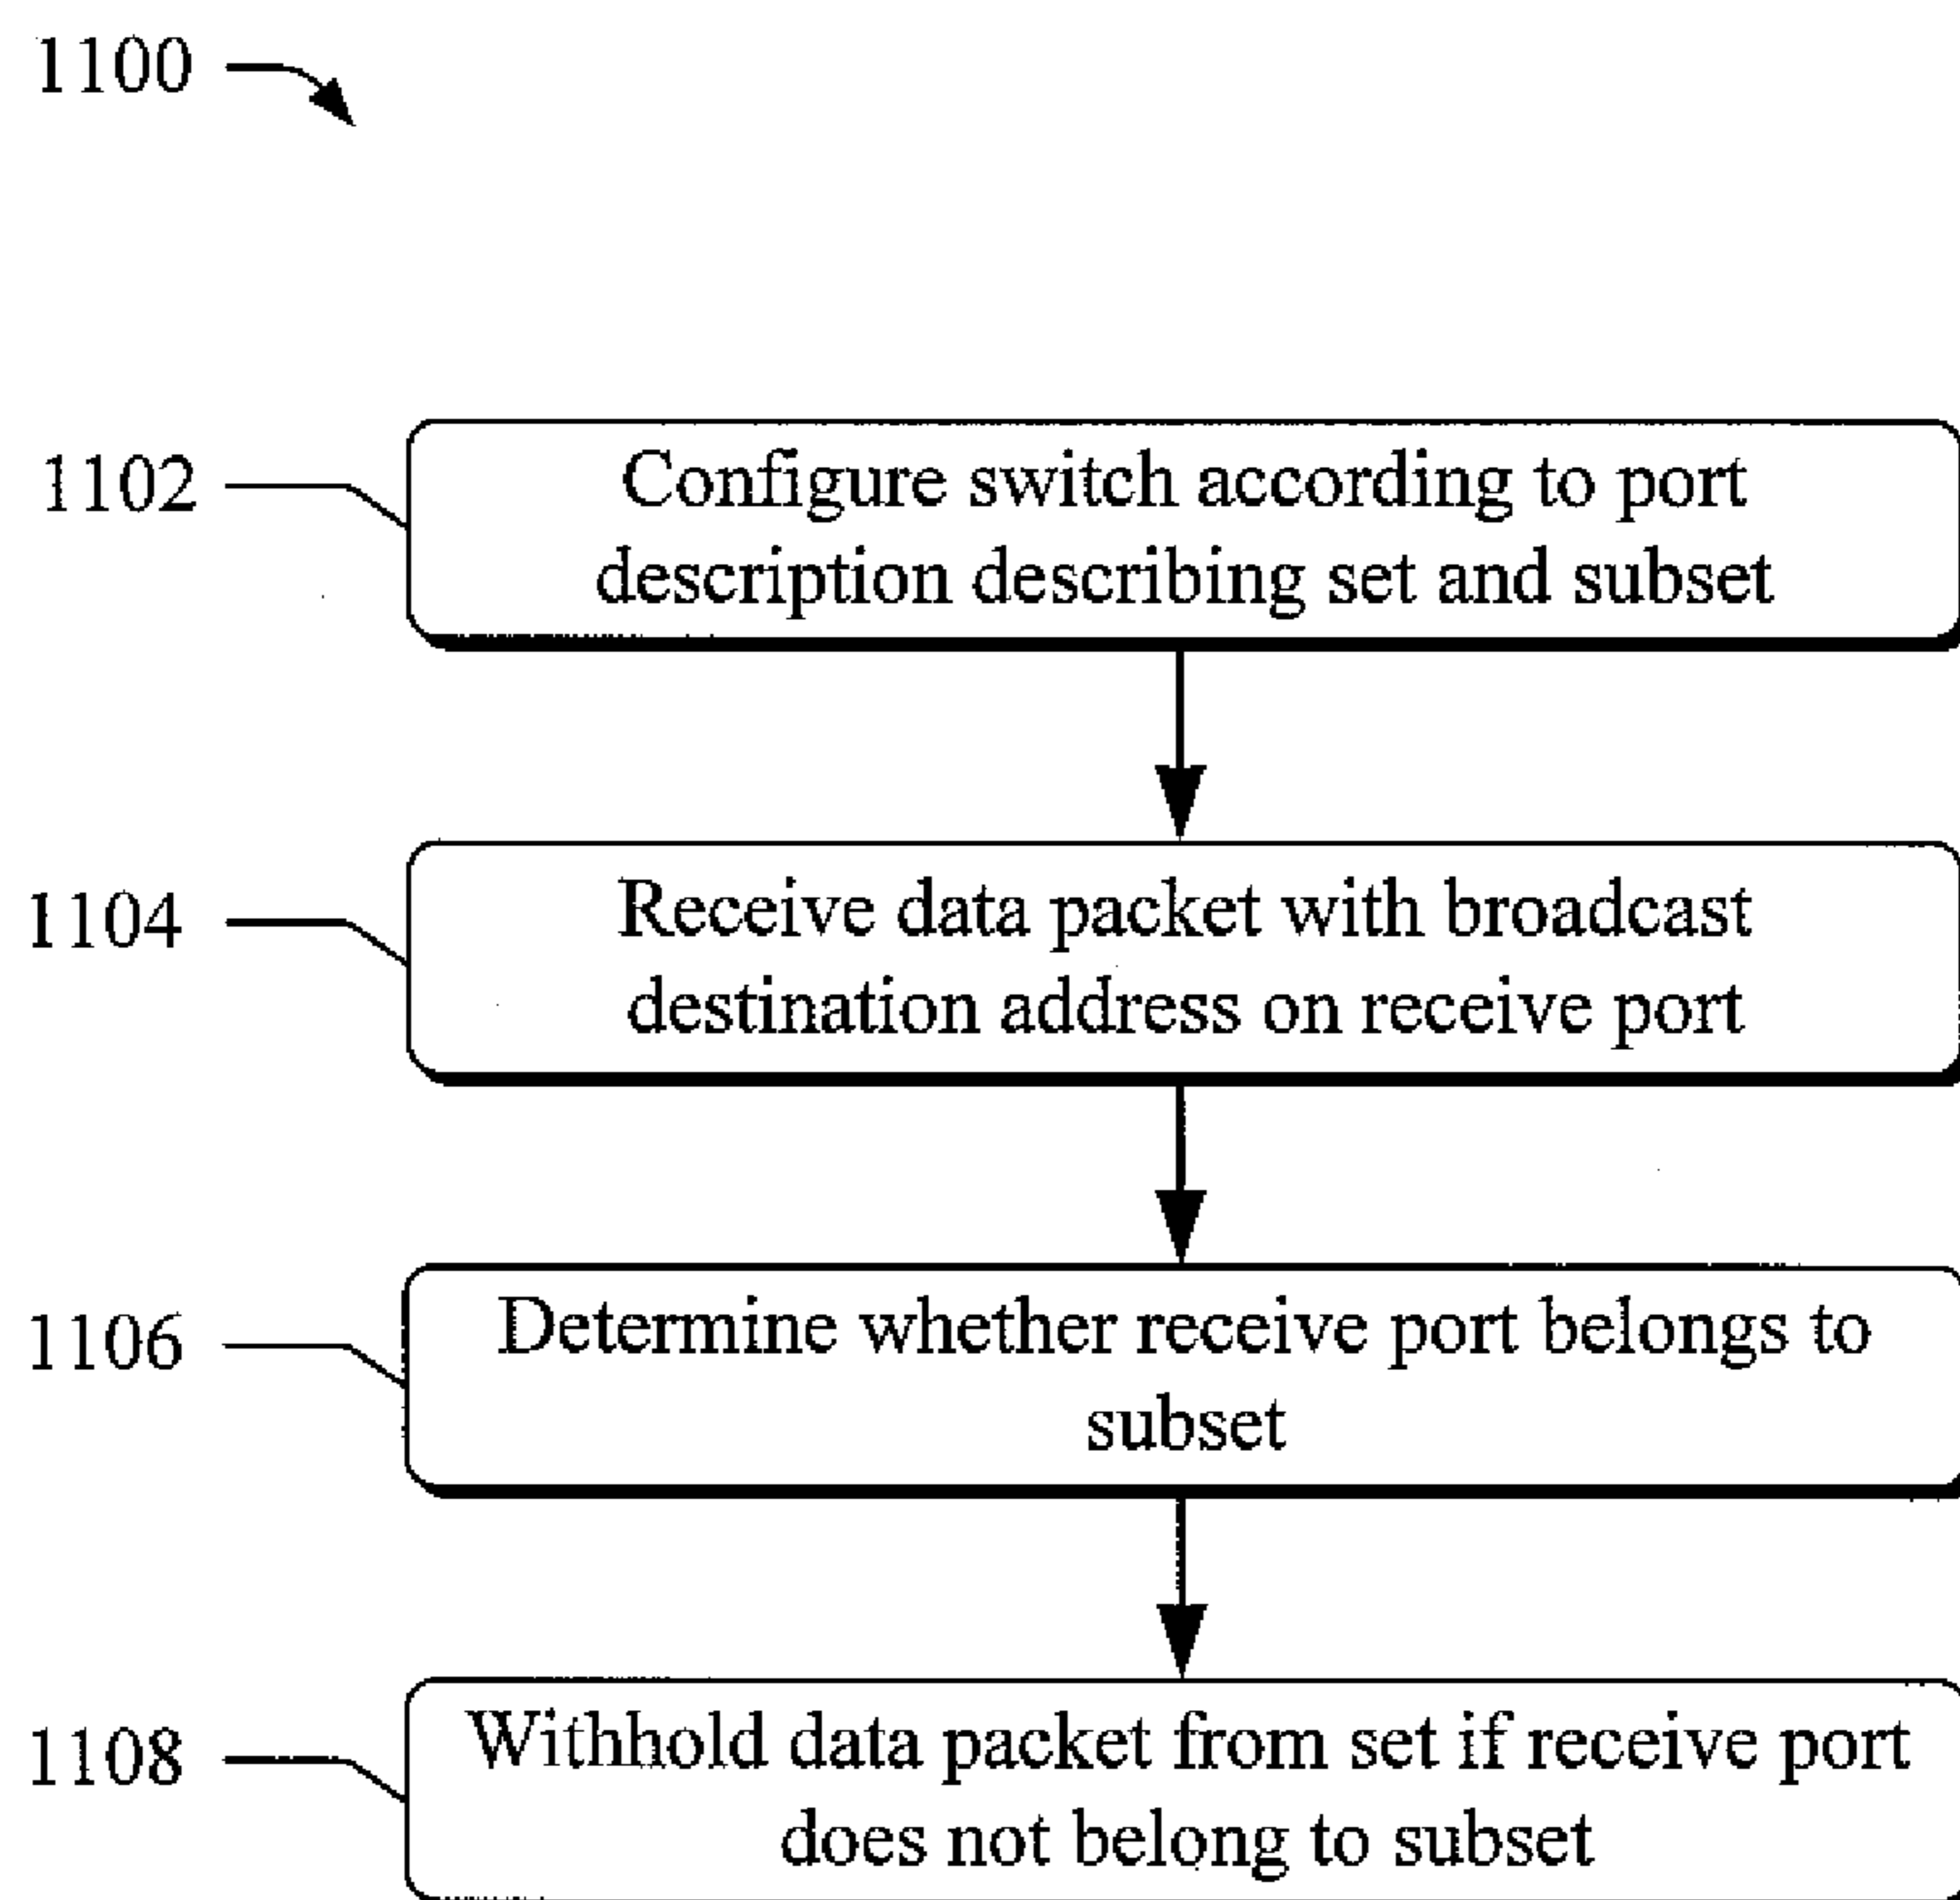 1100
1102
Configure switch according to port
description describing set and subset
1104
Receive data packet with broadcast
destination address on receive port
1106
Determine whether receive port belongs to
subset
1108
Withhold data packet from set if receive port
does not belong to subset